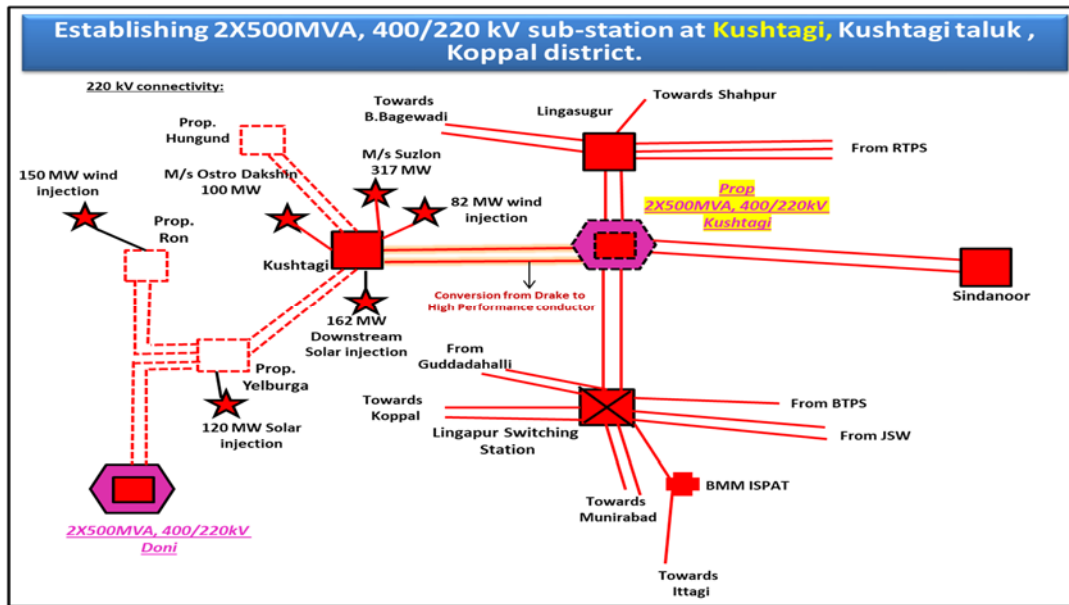 Establishing 2X500MVA, 400/220 kV sub-station at Kushtagi, Kushtagi taluk ,
Koppal district.
220 kV connectivity:
Prop.
Hungund
Towards
B.Bagewadi
Lingasugur
Towards Shahpur
From RTPS
M/s Suzlon
317 MW
M/s Ostro Dakshin
100 MW
150 MW wind
injection
82 MW wind
injection
Prop
2X500MVA, 400/220kV
Kushtagi
Prop.
Ron
Kushtagi
Sindanoor
Conversion from Drake to
High Performance conductor
162 MW
Downstream
Solar injection
Prop.
Yelburga
From
Guddadahalli
Towards
Koppal
From BTPS
From JSW
Lingapur Switching
Station
120 MW Solar
injection
BMM ISPAT
Towards
Munirabad
2X500MVA, 400/220kV
Doni
Towards
Ittagi